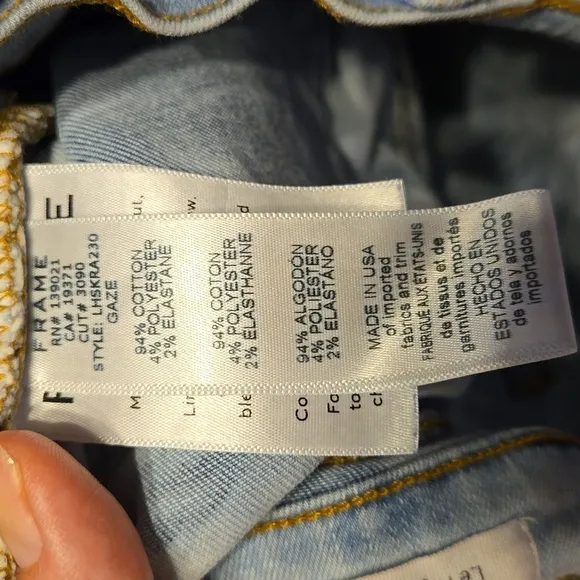 FRAME
RN# 139021
CA# 19371
CUT# 3090
STYLE: LHSKRA230
GAZE
94% COTTON
4% POLYESTER
2% ELASTANE
94% COTON
4% POLYESTER
2% ELASTHANNE
94% ALGODÓN
4% POLIESTER
2% ELASTANO
MADE IN USA
of imported
fabrics and trim
FABRIQUÉ AUX ÉTATS-UNIS
de tissus et de
garnitures importés
HECHO EN
ESTADOS UNIDOS
de tela y adornos
importados